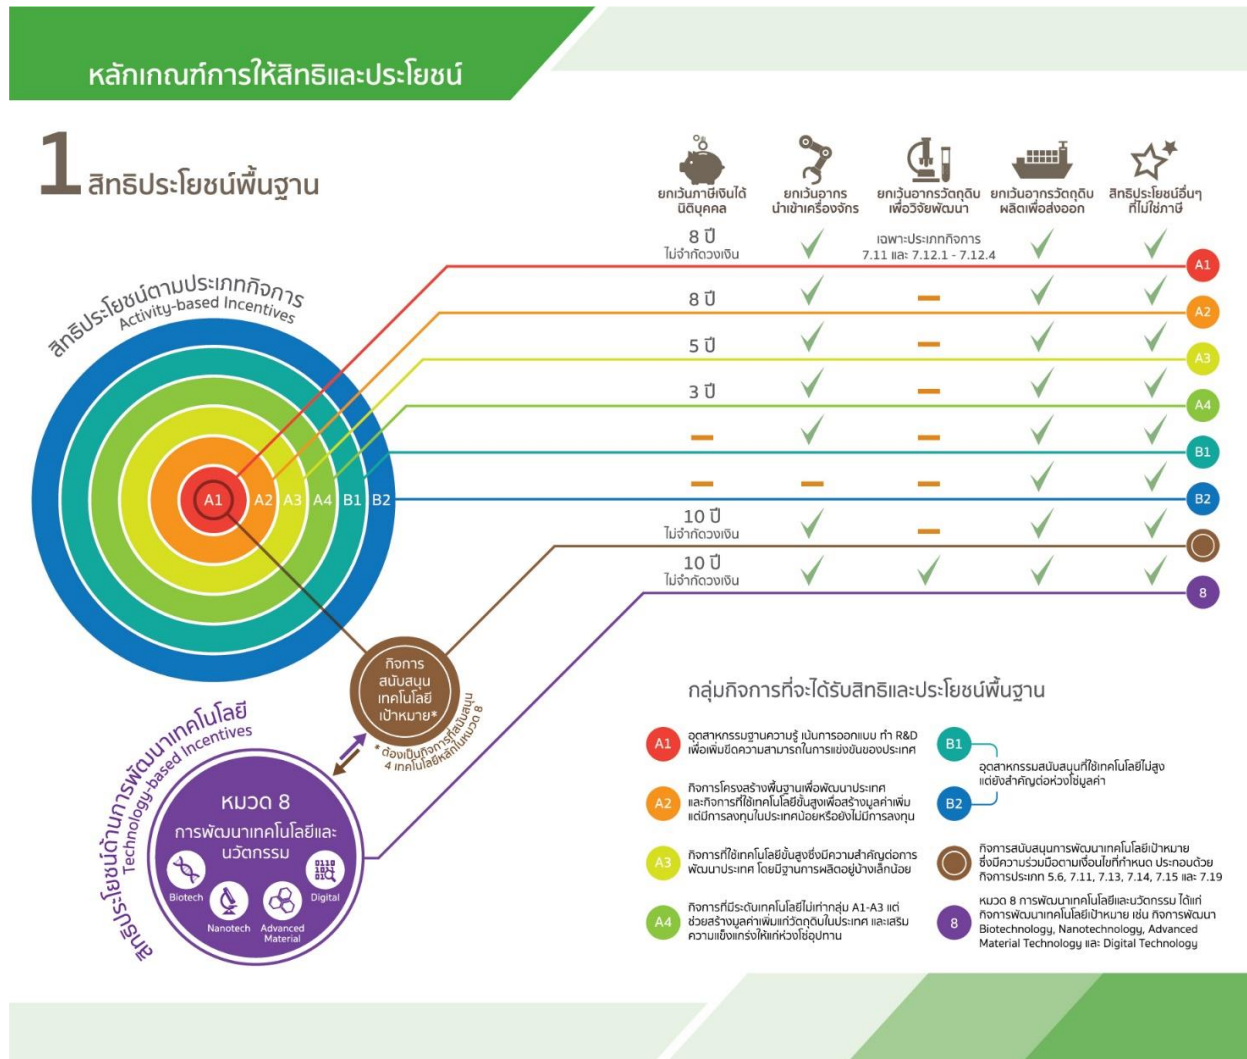 หลักเกณฑ์การให้สิทธิและประโยชน์
1 สิทธิประโยชน์พื้นฐาน
ยกเว้นภาษีเงินได้
นิติบุคคล
ยกเว้นอากร
นำเข้าเครื่องจักร
ยกเว้นอากรวัตถุดิบ
เพื่อวิจัยพัฒนา
ยกเว้นอากรวัตถุดิบ
ผลิตเพื่อส่งออก
สิทธิประโยชน์อื่นๆ
ที่ไม่ใช่ภาษี
8 ปี
ไม่จำกัดวงเงิน
เฉพาะประเภทกิจการ
7.11 และ 7.12.1 - 7.12.4
A1
8 ปี
A2
5 ปี
A3
3 ปี
A4
B1
B2
10 ปี
ไม่จำกัดวงเงิน
10 ปี
ไม่จำกัดวงเงิน
8
สิทธิประโยชน์ตามประเภทกิจการ
Activity-based Incentives
A1 A2 A3 A4 B1 B2
กิจการ
สนับสนุน
เทคโนโลยี
เป้าหมาย*
* ต้องเป็นกิจการที่สนับสนุน
4 เทคโนโลยีหลักในหมวด 8
สิทธิประโยชน์ด้านการพัฒนาเทคโนโลยี
Technology-based Incentives
หมวด 8
การพัฒนาเทคโนโลยีและ
นวัตกรรม
Biotech
Nanotech
Advanced
Material
0110
1011
01
Digital
กลุ่มกิจการที่จะได้รับสิทธิและประโยชน์พื้นฐาน
A1
อุตสาหกรรมฐานความรู้ เน้นการออกแบบ ทำ R&D
เพื่อเพิ่มขีดความสามารถในการแข่งขันของประเทศ
A2
กิจการโครงสร้างพื้นฐานเพื่อพัฒนาประเทศ
และกิจการที่ใช้เทคโนโลยีขั้นสูงเพื่อสร้างมูลค่าเพิ่ม
แต่มีการลงทุนในประเทศน้อยหรือยังไม่มีการลงทุน
A3
กิจการที่ใช้เทคโนโลยีขั้นสูงซึ่งมีความสำคัญต่อการ
พัฒนาประเทศ โดยมีฐานการผลิตอยู่บ้างเล็กน้อย
A4
กิจการที่มีระดับเทคโนโลยีไม่เท่ากลุ่ม A1-A3 แต่
ช่วยสร้างมูลค่าเพิ่มแก่วัตถุดิบในประเทศ และเสริม
ความแข็งแกร่งให้แก่ห่วงโซ่อุปทาน
B1
B2
อุตสาหกรรมสนับสนุนที่ใช้เทคโนโลยีไม่สูง
แต่ยังสำคัญต่อห่วงโซ่มูลค่า
กิจการสนับสนุนการพัฒนาเทคโนโลยีเป้าหมาย
ซึ่งมีความร่วมมือตามเงื่อนไขที่กำหนด ประกอบด้วย
กิจการประเภท 5.6, 7.11, 7.13, 7.14, 7.15 และ 7.19
8
หมวด 8 การพัฒนาเทคโนโลยีและนวัตกรรม ได้แก่
กิจการพัฒนาเทคโนโลยีเป้าหมาย เช่น กิจการพัฒนา
Biotechnology, Nanotechnology, Advanced
Material Technology และ Digital Technology